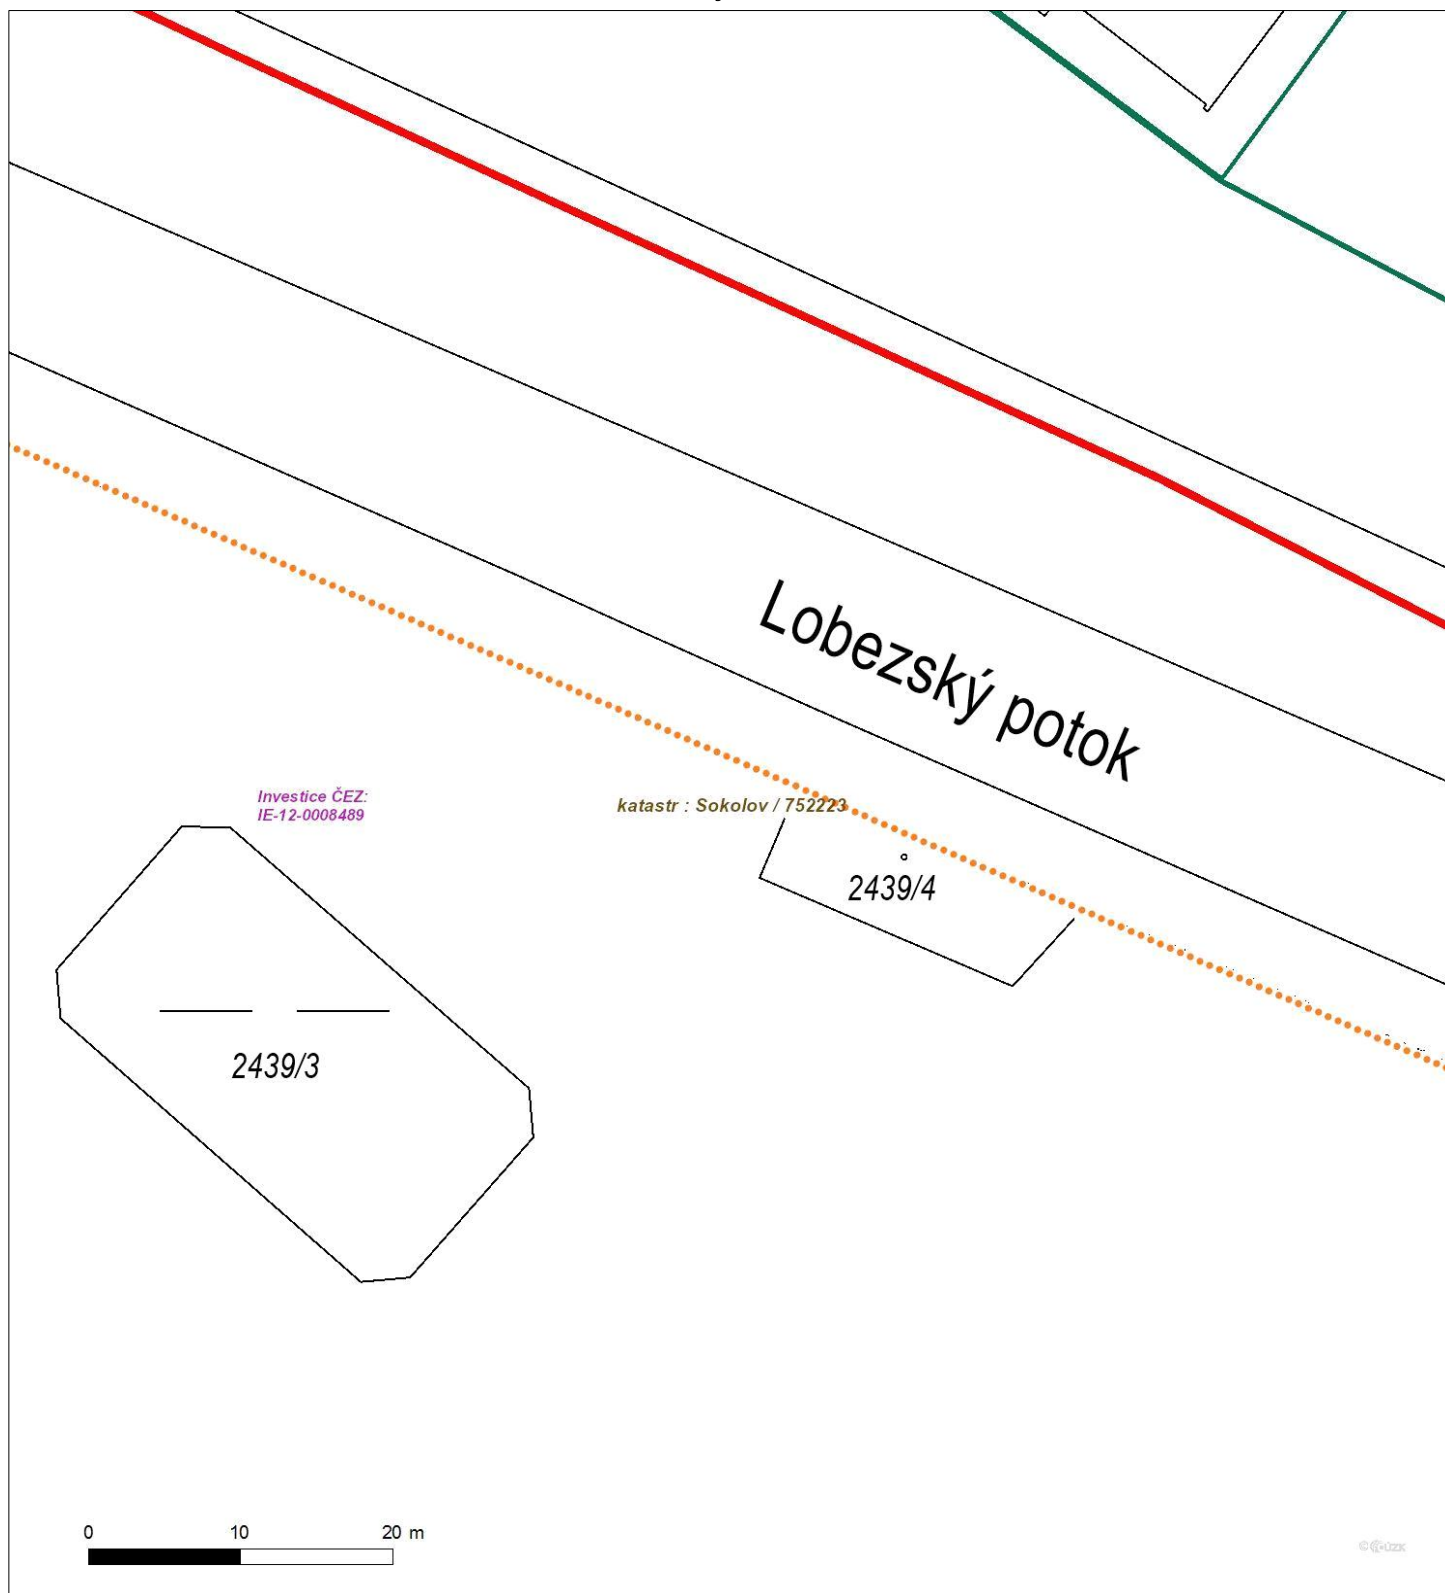 Lobezský potok
Investice ČEZ:
IE-12-0008489
katastr : Sokolov / 752223
2439/4
2439/3
0 10 20 m